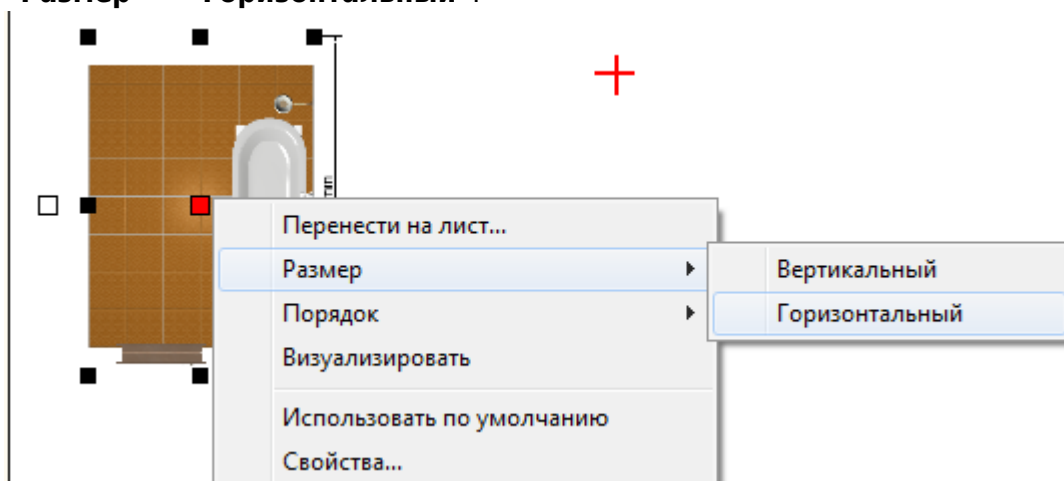 Перенести на лист...
Размер
Вертикальный
Порядок
Горизонтальный
Визуализировать
Использовать по умолчанию
Свойства...